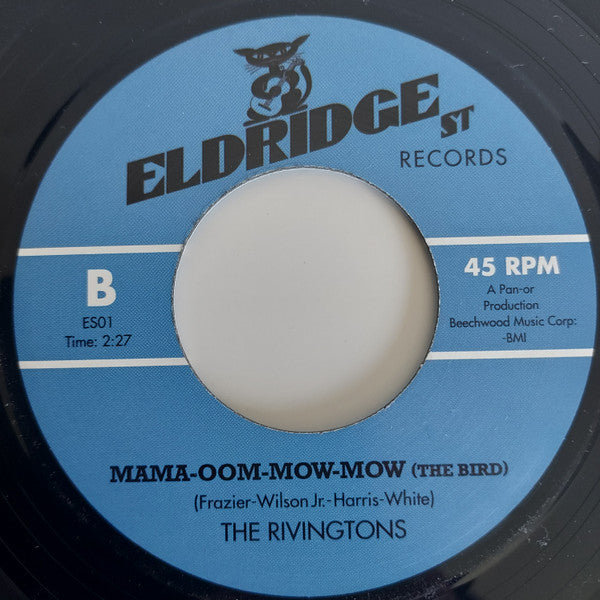 ELDRIDGE ST
RECORDS
B
ES01
Time: 2:27
45 RPM
A Pan-or
Production
Beechwood Music Corp:
-BMI
MAMA-OOM-MOW-MOW (THE BIRD)
(Frazier-Wilson Jr.-Harris-White)
THE RIVINGTONS